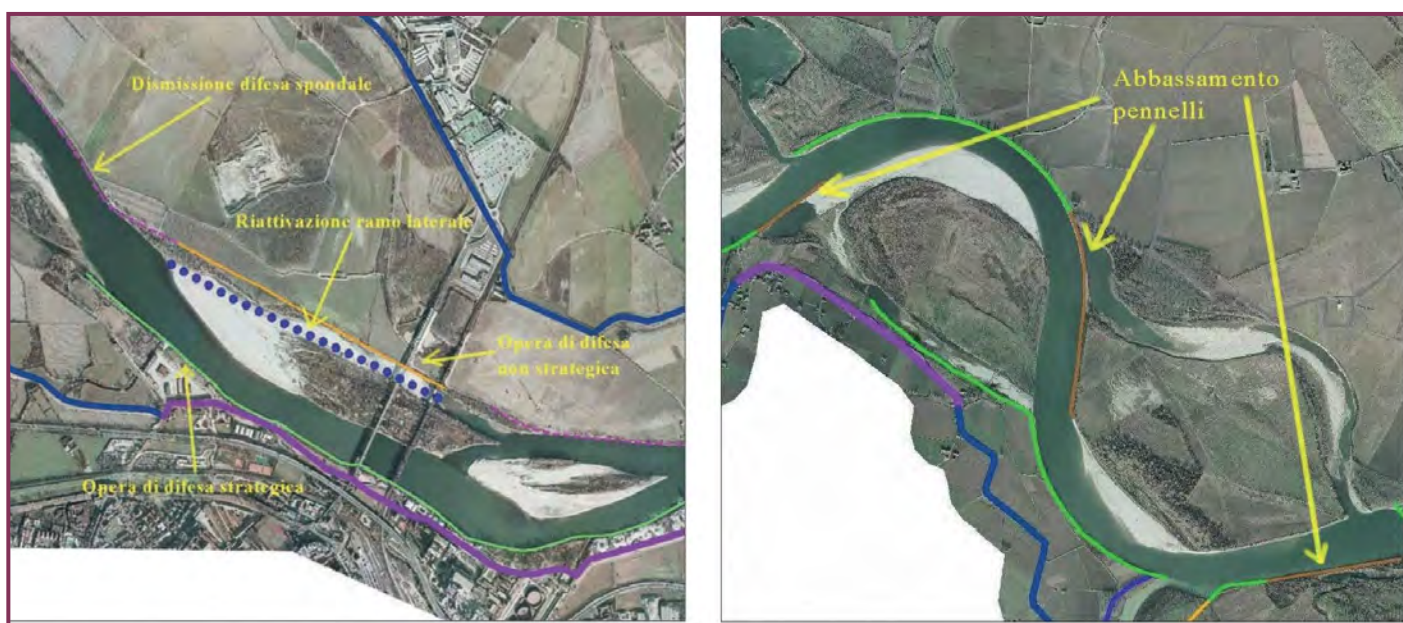 Dismissione difesa spondale
Riattivazione ramo laterale
Opera di difesa
non strategica
Opera di difesa strategica
Abbassamento
pennelli